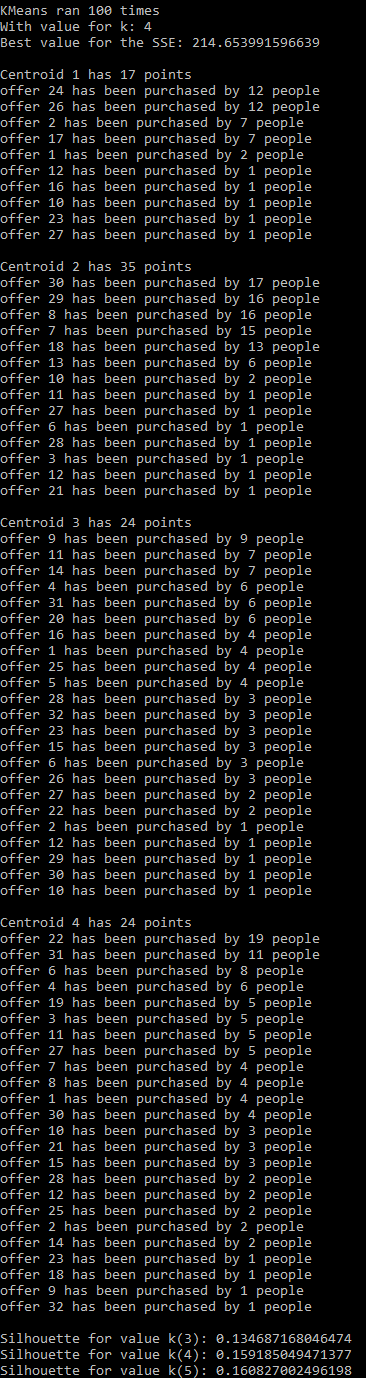 KMeans ran 100 times
With value for k: 4
Best value for the SSE: 214.653991596639
Centroid 1 has 17 points
offer 24 has been purchased by 12 people
offer 26 has been purchased by 12 people
offer 2 has been purchased by 7 people
offer 17 has been purchased by 7 people
offer 1 has been purchased by 2 people
offer 12 has been purchased by 1 people
offer 16 has been purchased by 1 people
offer 10 has been purchased by 1 people
offer 23 has been purchased by 1 people
offer 27 has been purchased by 1 people
Centroid 2 has 35 points
offer 30 has been purchased by 17 people
offer 29 has been purchased by 16 people
offer 8 has been purchased by 16 people
offer 7 has been purchased by 15 people
offer 18 has been purchased by 13 people
offer 13 has been purchased by 6 people
offer 10 has been purchased by 2 people
offer 11 has been purchased by 1 people
offer 27 has been purchased by 1 people
offer 6 has been purchased by 1 people
offer 28 has been purchased by 1 people
offer 3 has been purchased by 1 people
offer 12 has been purchased by 1 people
offer 21 has been purchased by 1 people
Centroid 3 has 24 points
offer 9 has been purchased by 9 people
offer 11 has been purchased by 7 people
offer 14 has been purchased by 7 people
offer 4 has been purchased by 6 people
offer 31 has been purchased by 6 people
offer 20 has been purchased by 6 people
offer 16 has been purchased by 4 people
offer 1 has been purchased by 4 people
offer 25 has been purchased by 4 people
offer 5 has been purchased by 4 people
offer 28 has been purchased by 3 people
offer 32 has been purchased by 3 people
offer 23 has been purchased by 3 people
offer 15 has been purchased by 3 people
offer 6 has been purchased by 3 people
offer 26 has been purchased by 3 people
offer 27 has been purchased by 2 people
offer 22 has been purchased by 2 people
offer 2 has been purchased by 1 people
offer 12 has been purchased by 1 people
offer 29 has been purchased by 1 people
offer 30 has been purchased by 1 people
offer 10 has been purchased by 1 people
Centroid 4 has 24 points
offer 22 has been purchased by 19 people
offer 31 has been purchased by 11 people
offer 6 has been purchased by 8 people
offer 4 has been purchased by 6 people
offer 19 has been purchased by 5 people
offer 3 has been purchased by 5 people
offer 11 has been purchased by 5 people
offer 27 has been purchased by 5 people
offer 7 has been purchased by 4 people
offer 8 has been purchased by 4 people
offer 1 has been purchased by 4 people
offer 30 has been purchased by 4 people
offer 10 has been purchased by 3 people
offer 21 has been purchased by 3 people
offer 15 has been purchased by 3 people
offer 28 has been purchased by 2 people
offer 12 has been purchased by 2 people
offer 25 has been purchased by 2 people
offer 2 has been purchased by 2 people
offer 14 has been purchased by 2 people
offer 23 has been purchased by 1 people
offer 18 has been purchased by 1 people
offer 9 has been purchased by 1 people
offer 32 has been purchased by 1 people
Silhouette for value k(3): 0.134687168046474
Silhouette for value k(4): 0.159185049471377
Silhouette for value k(5): 0.160827002496198